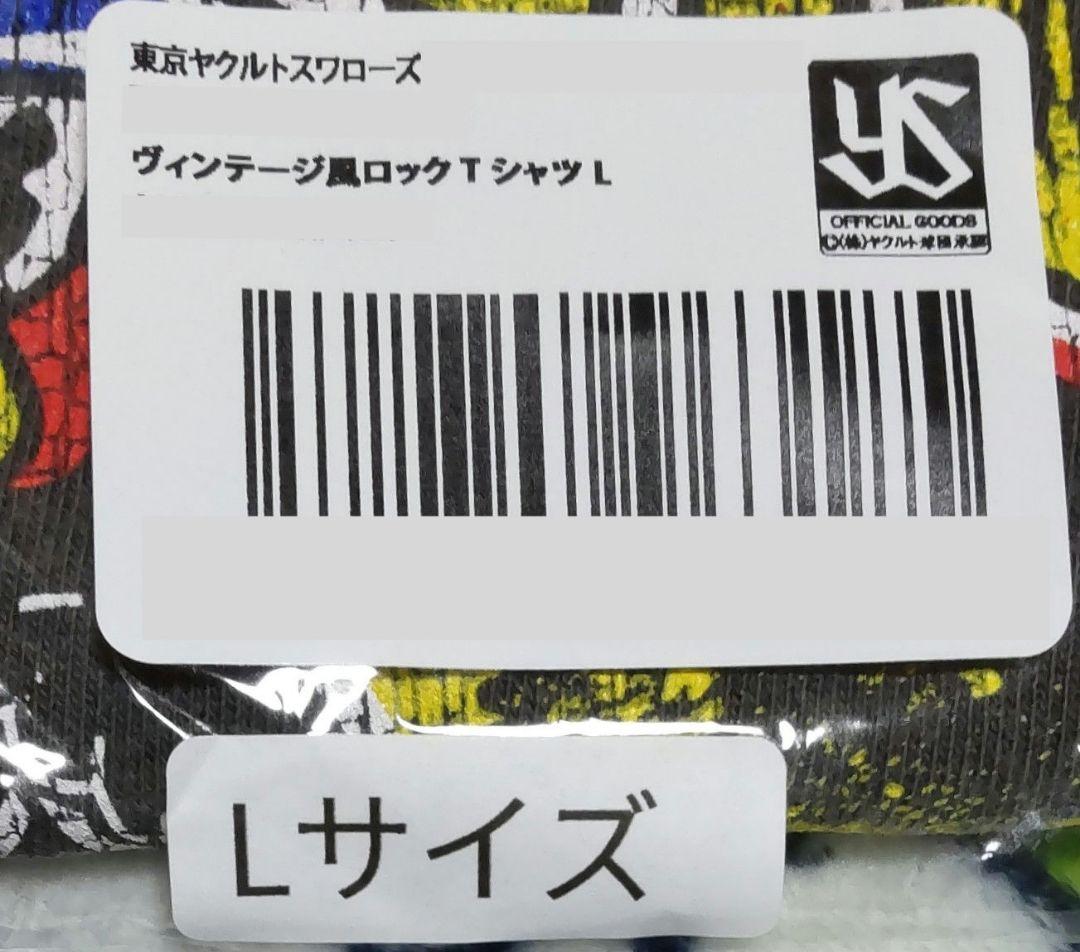 東京ヤクルトスワローズ
ヴィンテージ風ロックTシャツ L
YS
OFFICIAL GOODS
(株)ヤクルト球団承認
Lサイズ